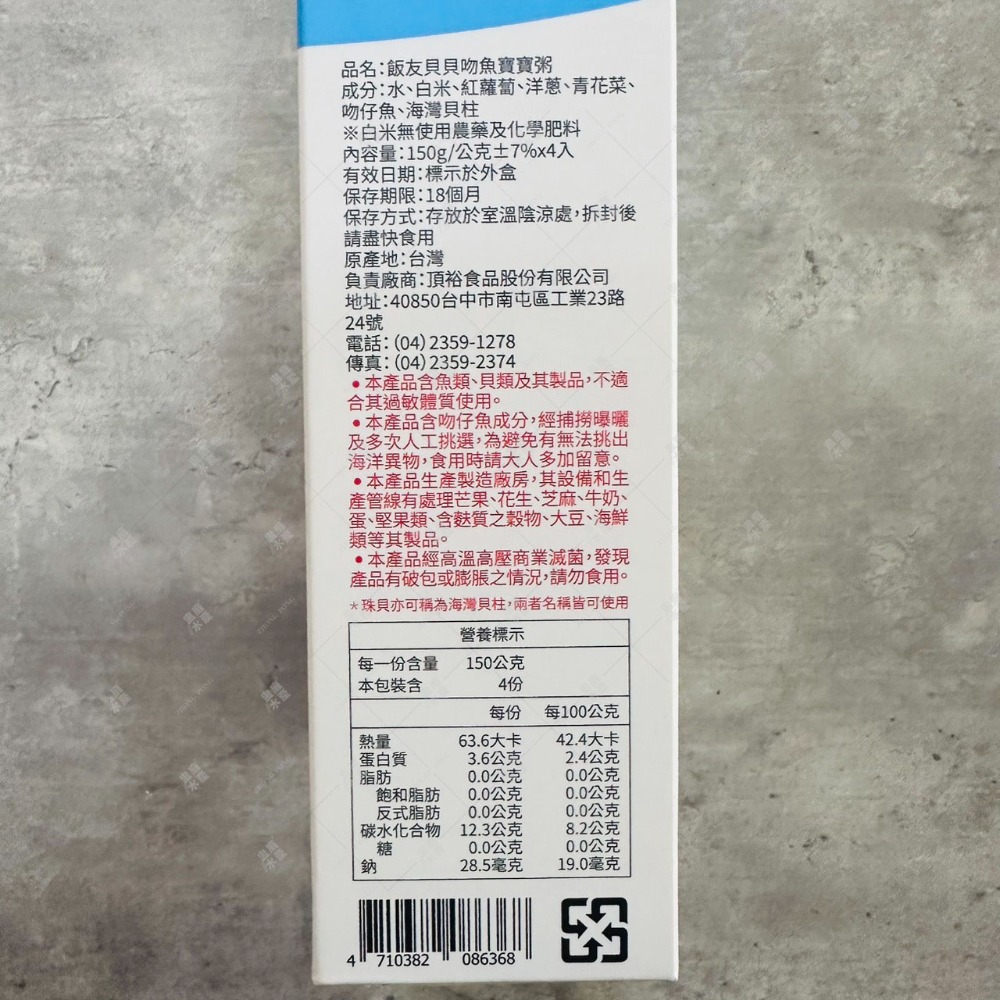 品名:飯友貝貝吻魚寶寶粥
成分:水、白米、紅蘿蔔、洋蔥、青花菜、
吻仔魚、海灣貝柱
※白米無使用農藥及化學肥料
內容量:150g/公克±7%x4入
有效日期:標示於外盒
保存期限:18個月
保存方式:存放於室溫陰涼處,拆封後
請盡快食用
原產地:台灣
負責廠商:頂裕食品股份有限公司
地址:40850台中市南屯區工業23路
24號
電話:(04)2359-1278
傳真:(04)2359-2374
●本產品含魚類、貝類及其製品,不適
合其過敏體質使用。
●本產品含吻仔魚成分,經捕撈曝曬
及多次人工挑選,為避免有無法挑出
海洋異物,食用時請大人多加留意。
●本產品生產製造廠房,其設備和生
產管線有處理芒果、花生、芝麻、牛奶、
蛋、堅果類、含麩質之穀物、大豆、海鮮
類等其製品。
●本產品經高溫高壓商業滅菌,發現
產品有破包或膨脹之情況,請勿食用。
*珠貝亦可稱為海灣貝柱,兩者名稱皆可使用
營養標示
每一份含量 150公克
本包裝含 4份
每份 每100公克
熱量 63.6大卡 42.4大卡
蛋白質 3.6公克 2.4公克
脂肪 0.0公克 0.0公克
飽和脂肪 0.0公克 0.0公克
反式脂肪 0.0公克 0.0公克
碳水化合物 12.3公克 8.2公克
糖 0.0公克 0.0公克
鈉 28.5毫克 19.0毫克
4 710382 086368